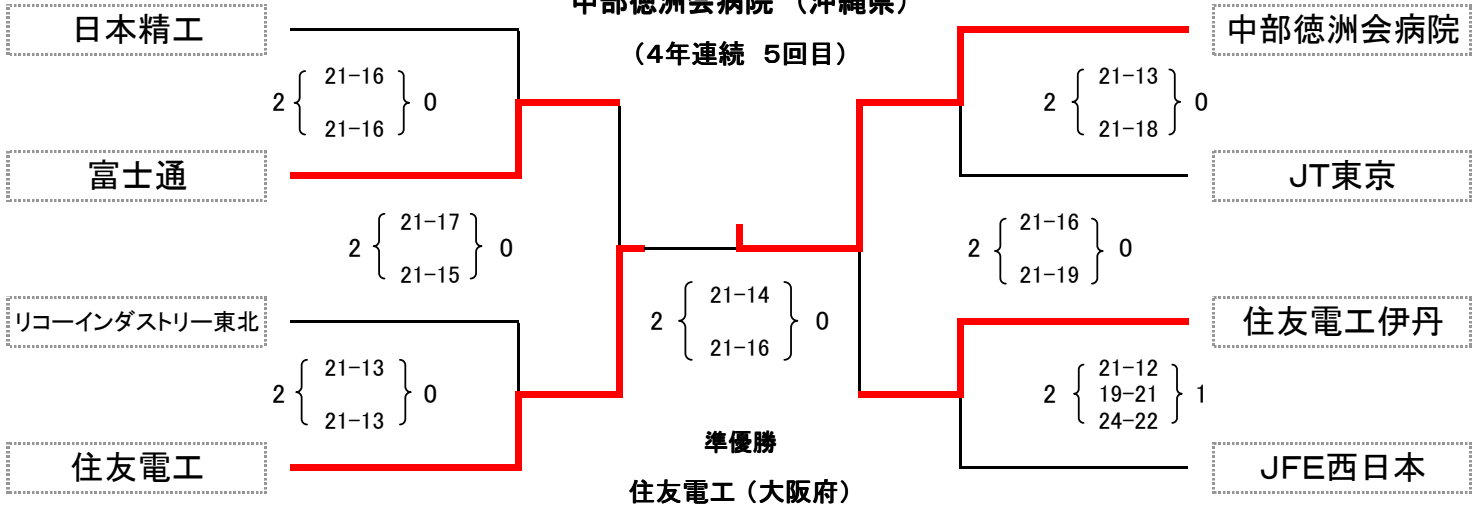 中部徳洲会病院 （沖縄県）
（4年連続 5回目）
日本精工
中部徳洲会病院
2 21-16 0
21-16
2 21-13 0
21-18
富士通
JT東京
2 21-17 0
21-15
2 21-16 0
21-19
リコーインダストリー東北
住友電工伊丹
2 21-14 0
21-16
2 21-13 0
21-13
2 21-12 1
19-21
24-22
準優勝
住友電工
JFE西日本
住友電工（大阪府）